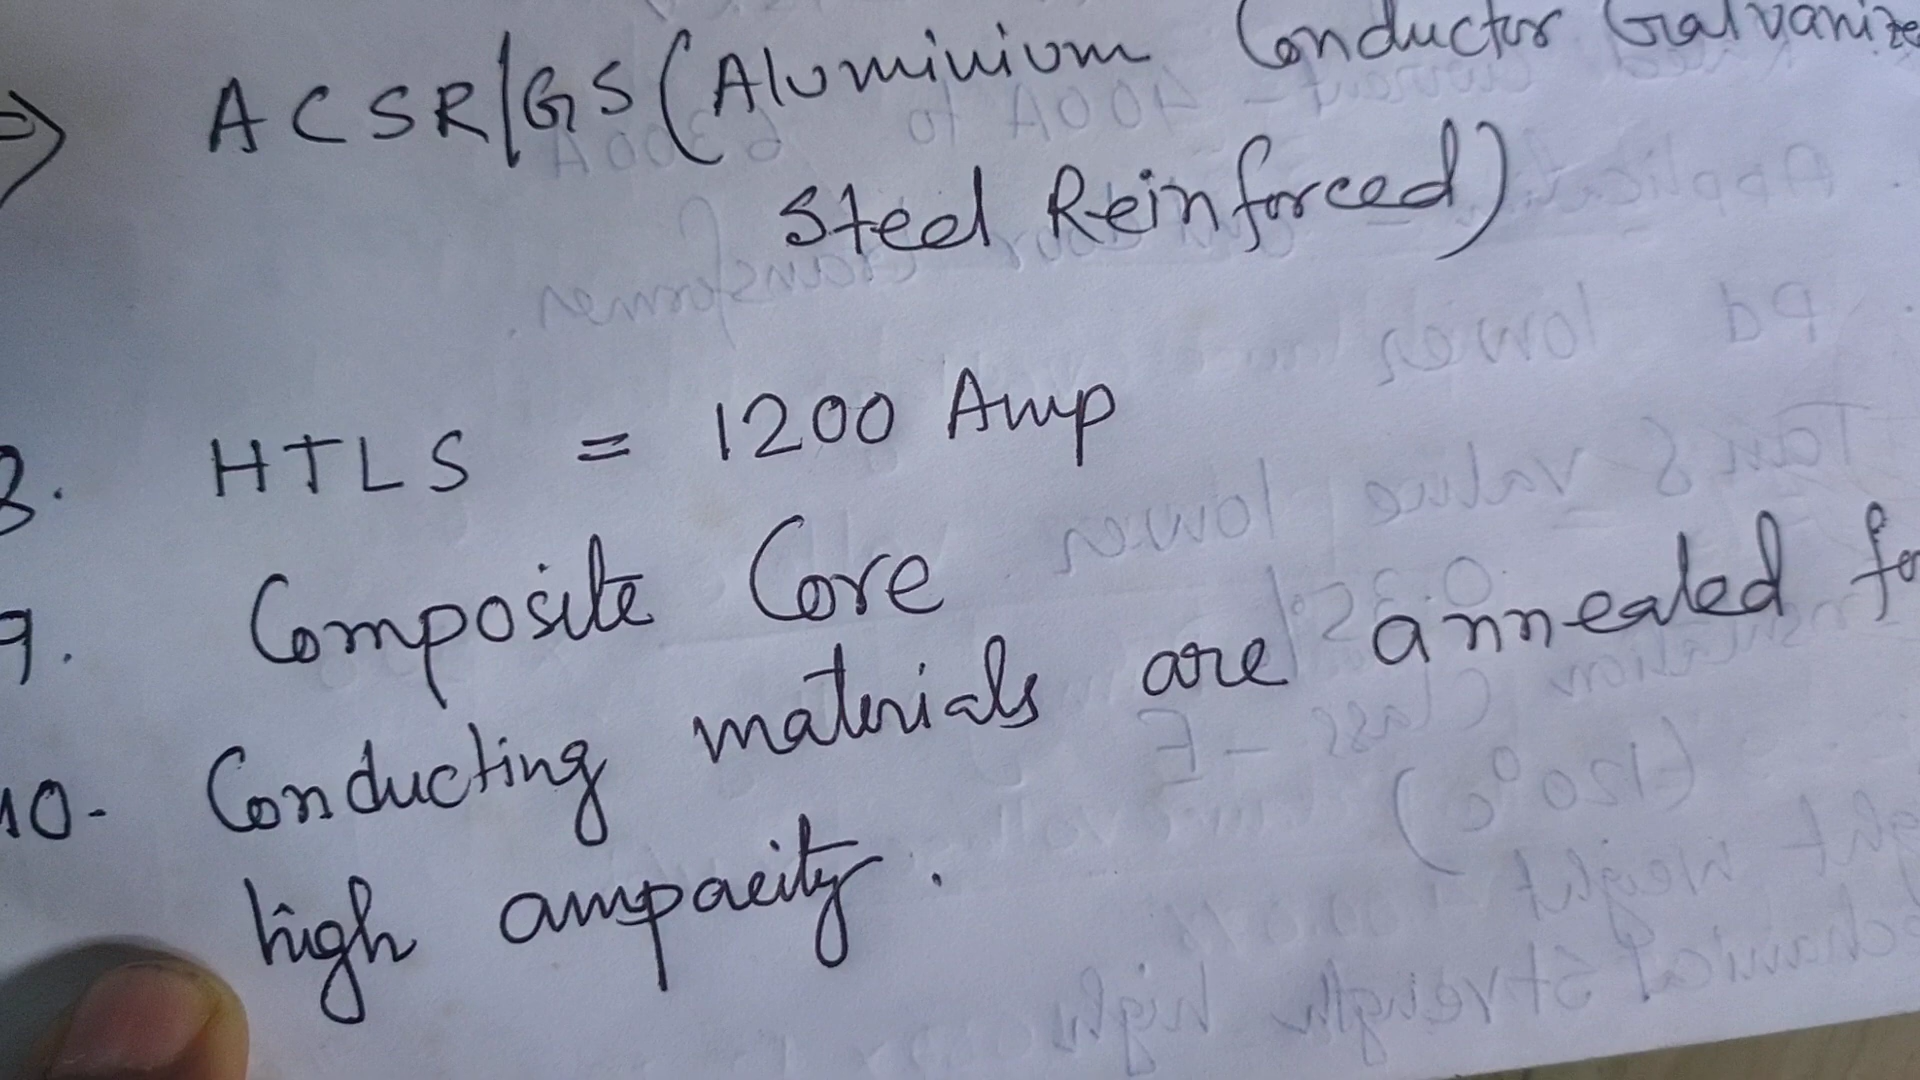 ⇒ ACSR/GS (Aluminium Conductor Galvanize
Steel Reinforced)
8. HTLS = 1200 Amp
9. Composite Core
10. Conducting materials are annealed for
high ampacity.